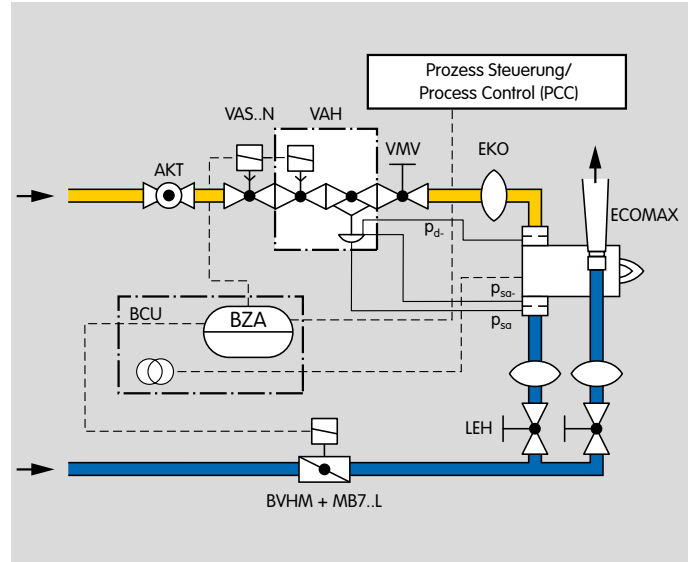 Prozess Steuerung/
Process Control (PCC)
VAS..N
VAH
VMV
EKO
AKT
ECOMAX
pd-
psa-
psa
BCU
BZA
LEH
BVHM + MB7..L